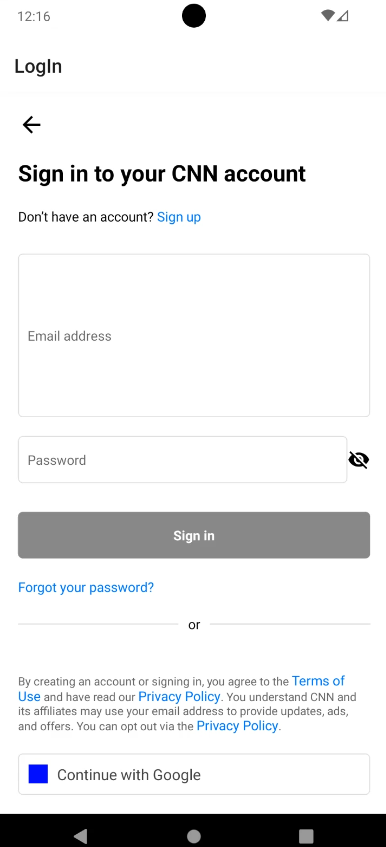 12:16
LogIn
Sign in to your CNN account
Don't have an account? Sign up
Email address
Password
Sign in
Forgot your password?
or
By creating an account or signing in, you agree to the Terms of
Use and have read our Privacy Policy. You understand CNN and
its affiliates may use your email address to provide updates, ads,
and offers. You can opt out via the Privacy Policy.
Continue with Google